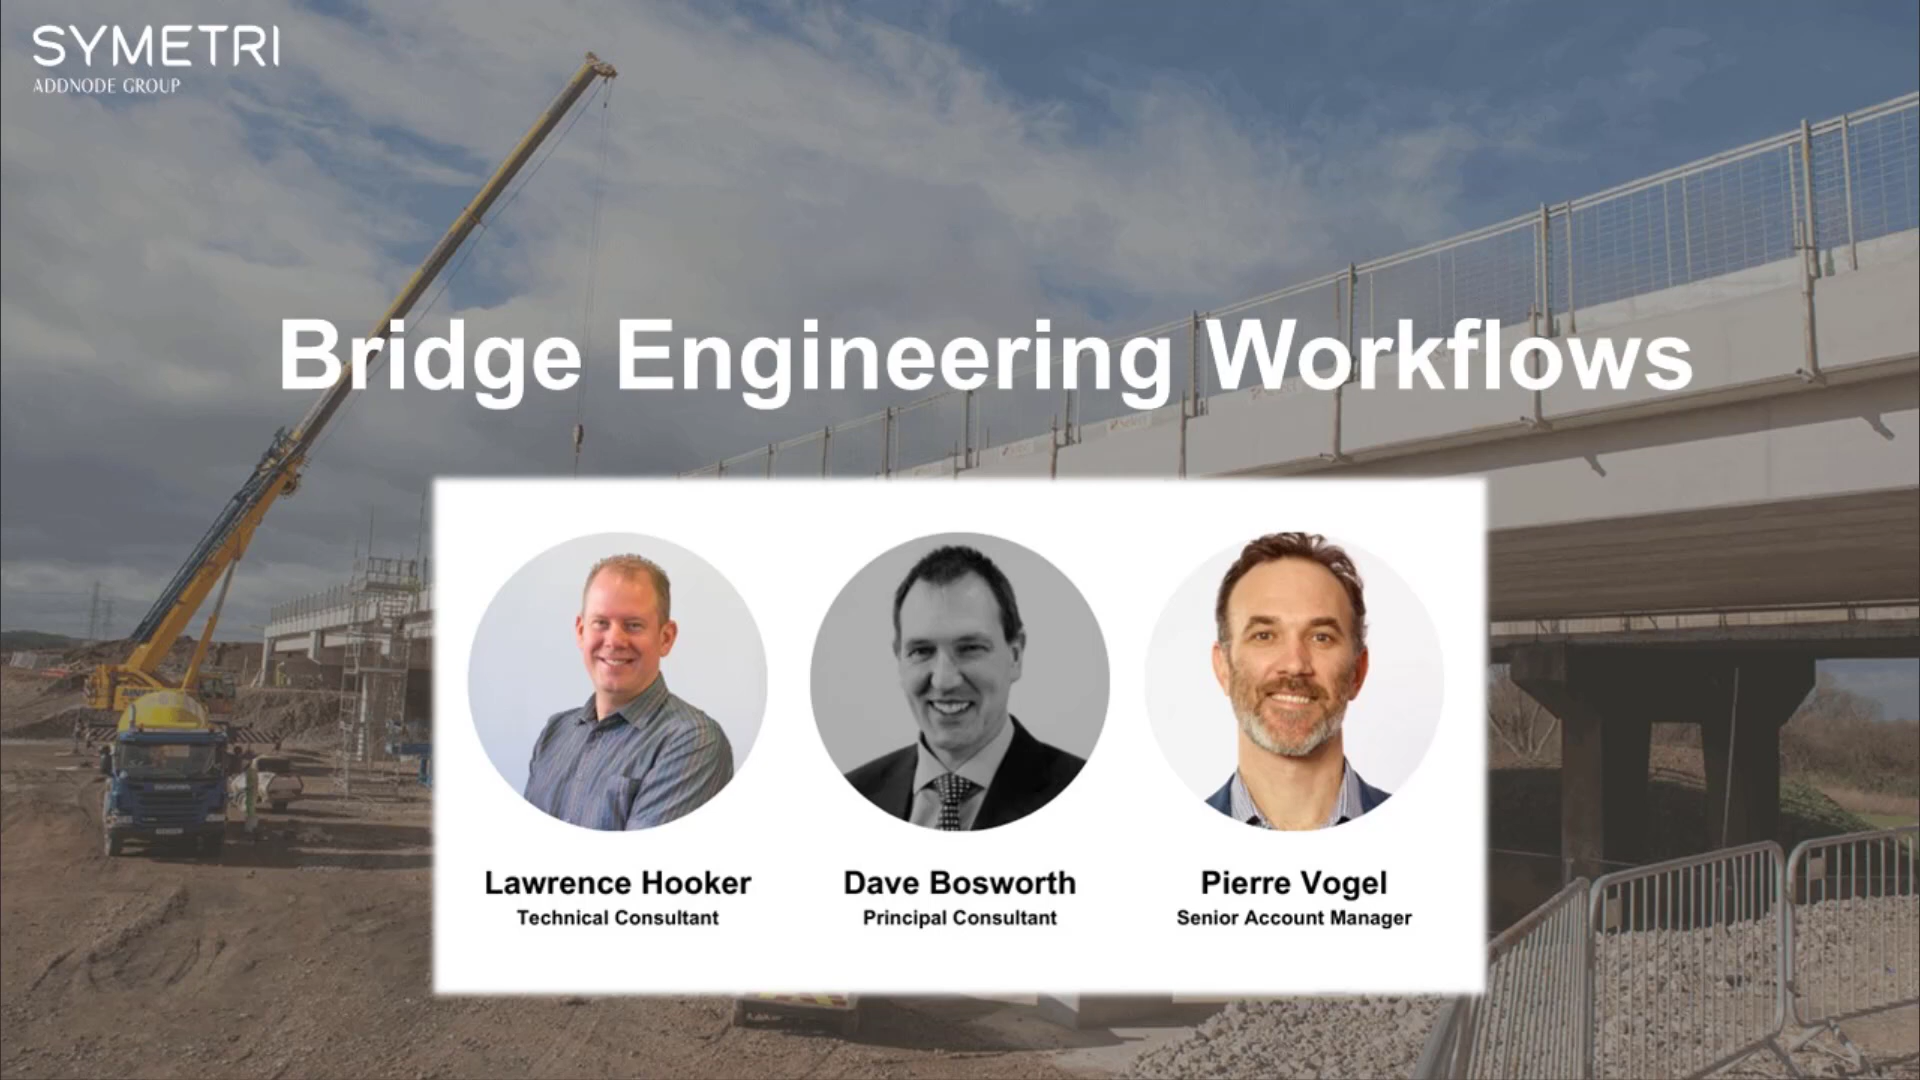 SYMETRI
ADDNODE GROUP
Bridge Engineering Workflows
Lawrence Hooker
Technical Consultant
Dave Bosworth
Principal Consultant
Pierre Vogel
Senior Account Manager